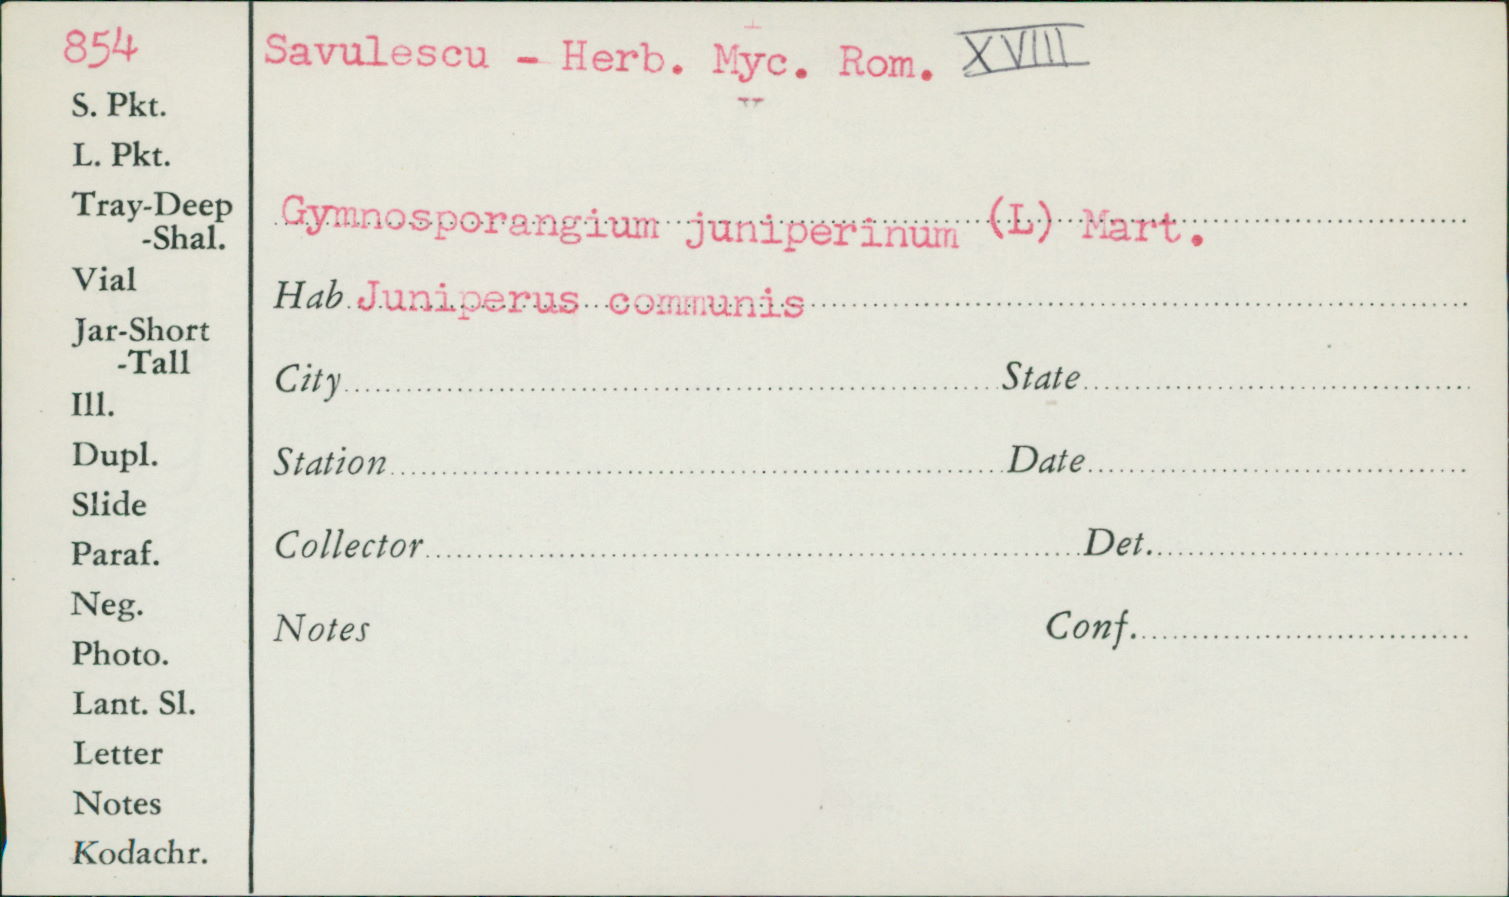 854
S. Pkt.
L. Pkt.
Tray-Deep
-Shal.
Vial
Jar-Short
-Tall
Ill.
Dupl.
Slide
Paraf.
Neg.
Photo.
Lant. Sl.
Letter
Notes
Kodachr.
Savulescu - Herb. Myc. Rom. XVIII
Gymnosporangium juniperinum (L) Mart.
Hab Juniperus communis
City State
Station Date
Collector Det.
Notes Conf.